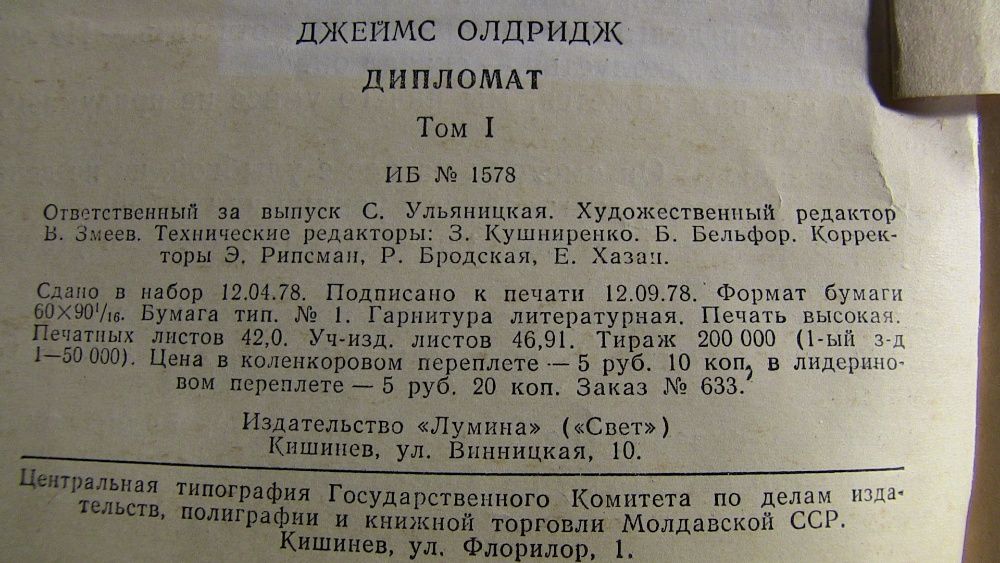 ДЖЕЙМС ОЛДРИДЖ
ДИПЛОМАТ
Том I
ИБ № 1578
Ответственный за выпуск С. Ульяницкая. Художественный редактор
В. Змеев. Технические редакторы: З. Кушниренко. Б. Бельфор. Коррек-
торы Э. Рипсман, Р. Бродская, Е. Хазан.
Сдано в набор 12.04.78. Подписано к печати 12.09.78. Формат бумаги
60×90¹/₁₆. Бумага тип. № 1. Гарнитура литературная. Печать высокая.
Печатных листов 42,0. Уч-изд. листов 46,91. Тираж 200 000 (1-ый з-д
1—50 000). Цена в коленкоровом переплете — 5 руб. 10 коп, в лидерино-
вом переплете — 5 руб. 20 коп. Заказ № 633.
Издательство «Лумина» («Свет»)
Кишинев, ул. Винницкая, 10.
Центральная типография Государственного Комитета по делам изда-
тельств, полиграфии и книжной торговли Молдавской ССР.
Кишинев, ул. Флорилор, 1.